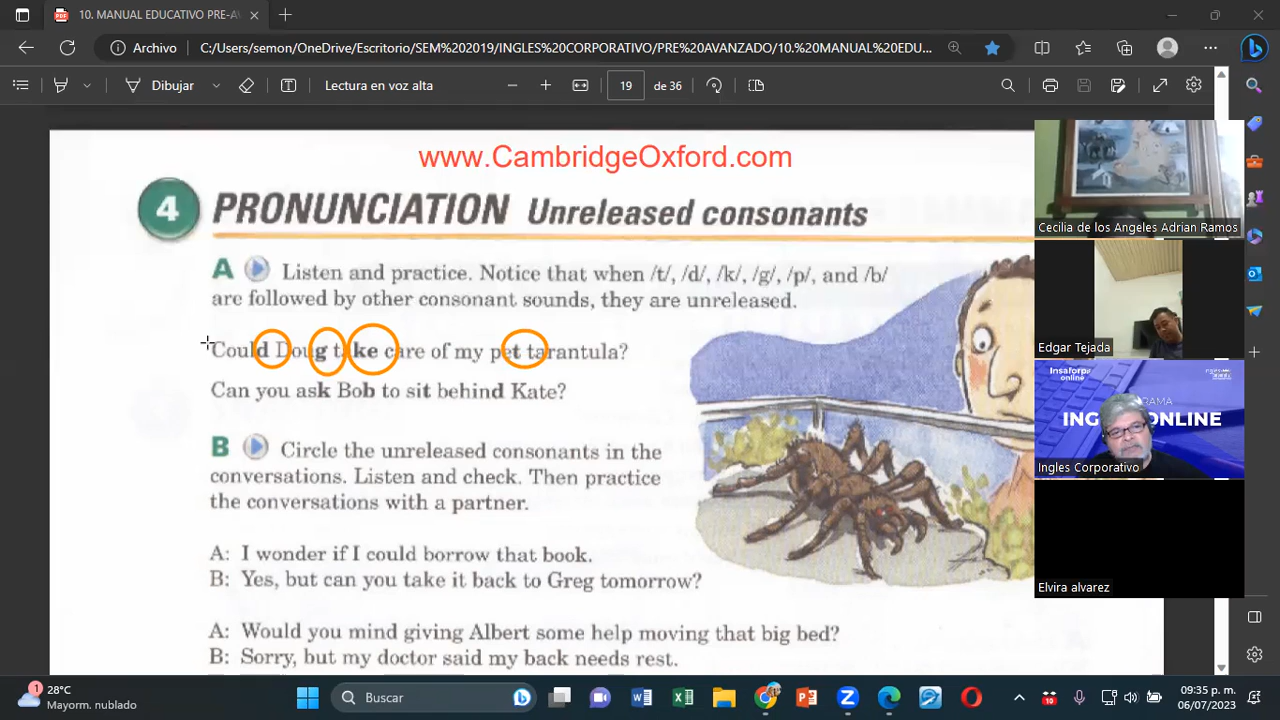 10. MANUAL EDUCATIVO PRE-A
Archivo
C:/Users/semon/OneDrive/Escritorio/SEM%202019/INGLES%20CORPORATIVO/PRE%20AVANZADO/10.%20MANUAL%20EDU...
Dibujar
Lectura en voz alta
19
de 36
www.CambridgeOxford.com
4 PRONUNCIATION Unreleased consonants
A Listen and practice. Notice that when /t/, /d/, /k/, /g/, /p/, and /b/
are followed by other consonant sounds, they are unreleased.
Could Doug take care of my pet tarantula?
Can you ask Bob to sit behind Kate?
B Circle the unreleased consonants in the
conversations. Listen and check. Then practice
the conversations with a partner.
A: I wonder if I could borrow that book.
B: Yes, but can you take it back to Greg tomorrow?
A: Would you mind giving Albert some help moving that big bed?
B: Sorry, but my doctor said my back needs rest.
Cecilia de los Angeles Adrian Ramos
Edgar Tejada
Insaforp
online
INGL ONLINE
Ingles Corporativo
Elvira alvarez
1
28°C
Mayorm. nublado
Buscar
10
09:35 p. m.
06/07/2023